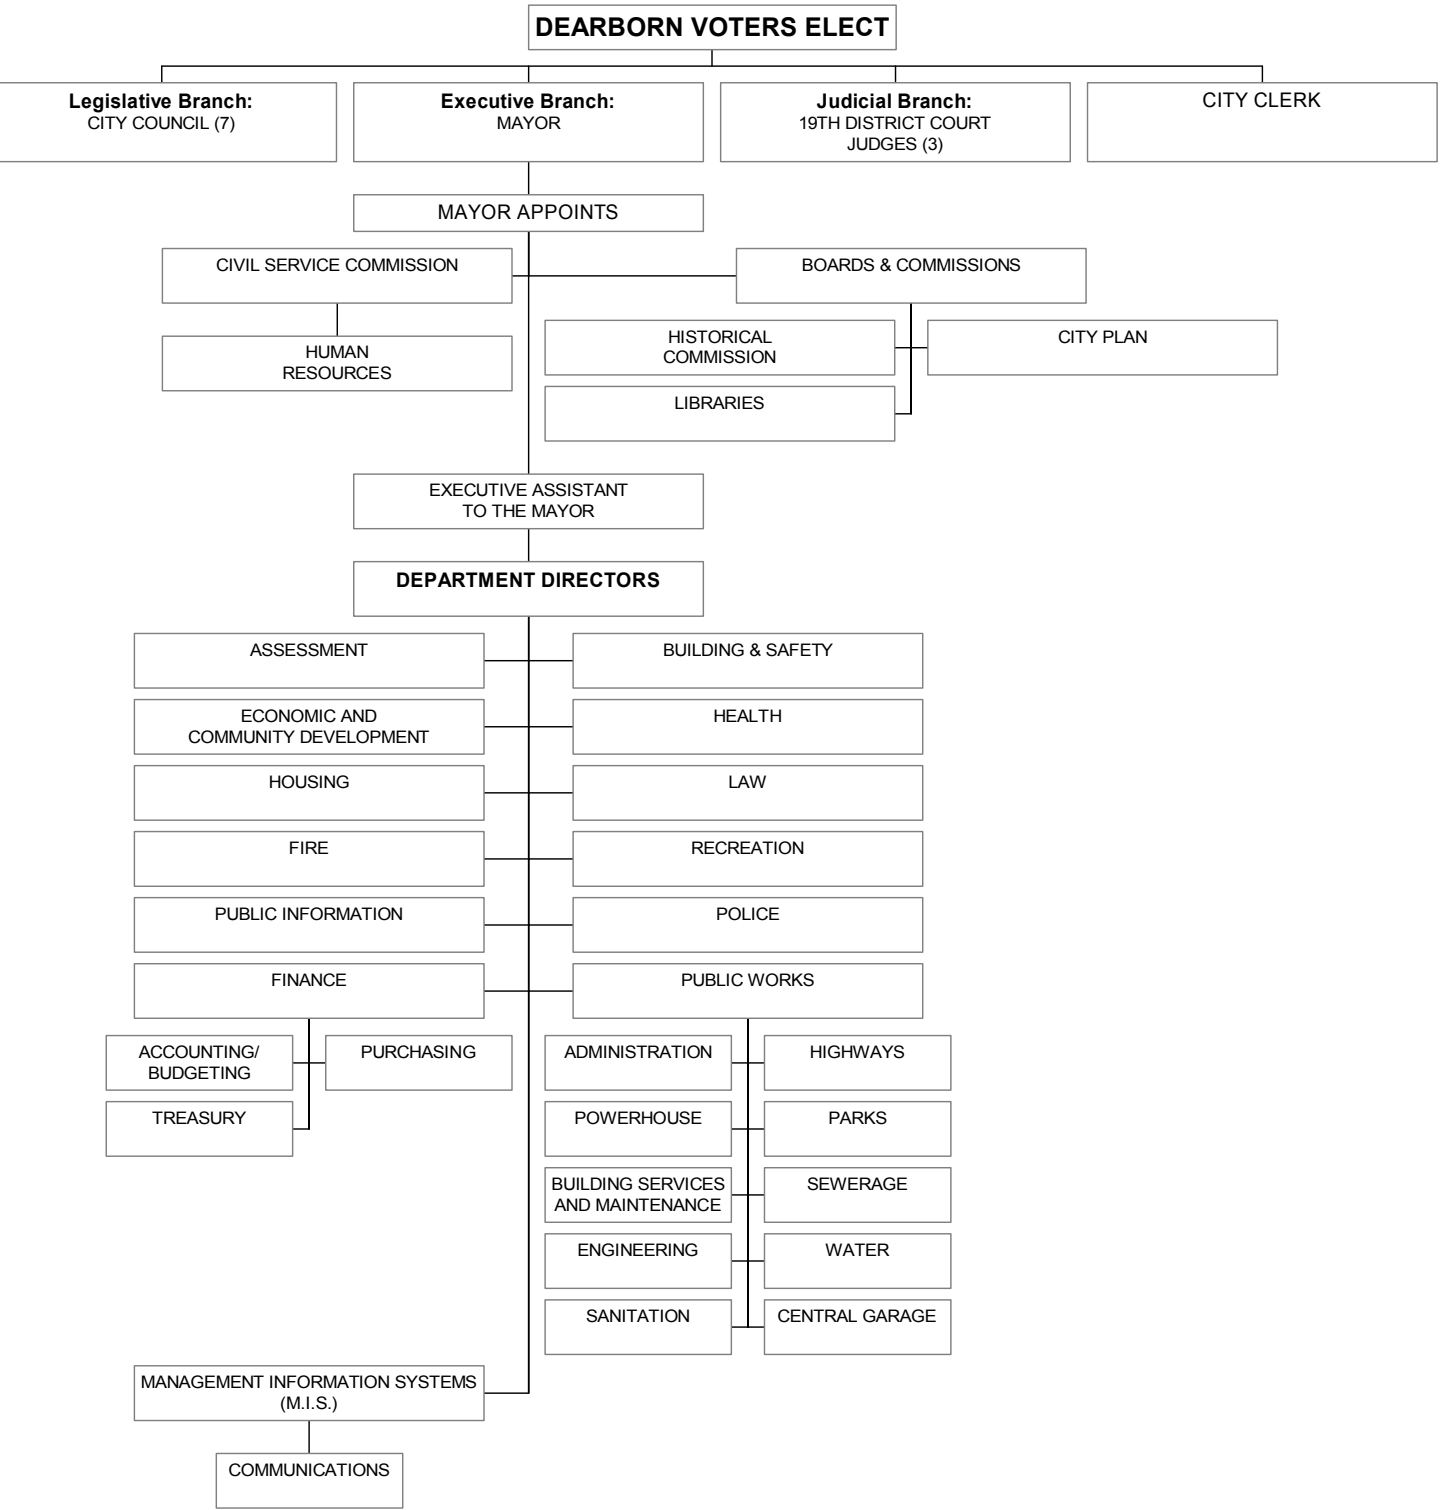 DEARBORN VOTERS ELECT
Legislative Branch:
CITY COUNCIL (7)
Executive Branch:
MAYOR
Judicial Branch:
19TH DISTRICT COURT
JUDGES (3)
CITY CLERK
MAYOR APPOINTS
CIVIL SERVICE COMMISSION
BOARDS & COMMISSIONS
HUMAN
RESOURCES
HISTORICAL
COMMISSION
CITY PLAN
LIBRARIES
EXECUTIVE ASSISTANT
TO THE MAYOR
DEPARTMENT DIRECTORS
ASSESSMENT
BUILDING & SAFETY
ECONOMIC AND
COMMUNITY DEVELOPMENT
HEALTH
HOUSING
LAW
FIRE
RECREATION
PUBLIC INFORMATION
POLICE
FINANCE
PUBLIC WORKS
ACCOUNTING/
BUDGETING
PURCHASING
ADMINISTRATION
HIGHWAYS
TREASURY
POWERHOUSE
PARKS
BUILDING SERVICES
AND MAINTENANCE
SEWERAGE
ENGINEERING
WATER
SANITATION
CENTRAL GARAGE
MANAGEMENT INFORMATION SYSTEMS
(M.I.S.)
COMMUNICATIONS